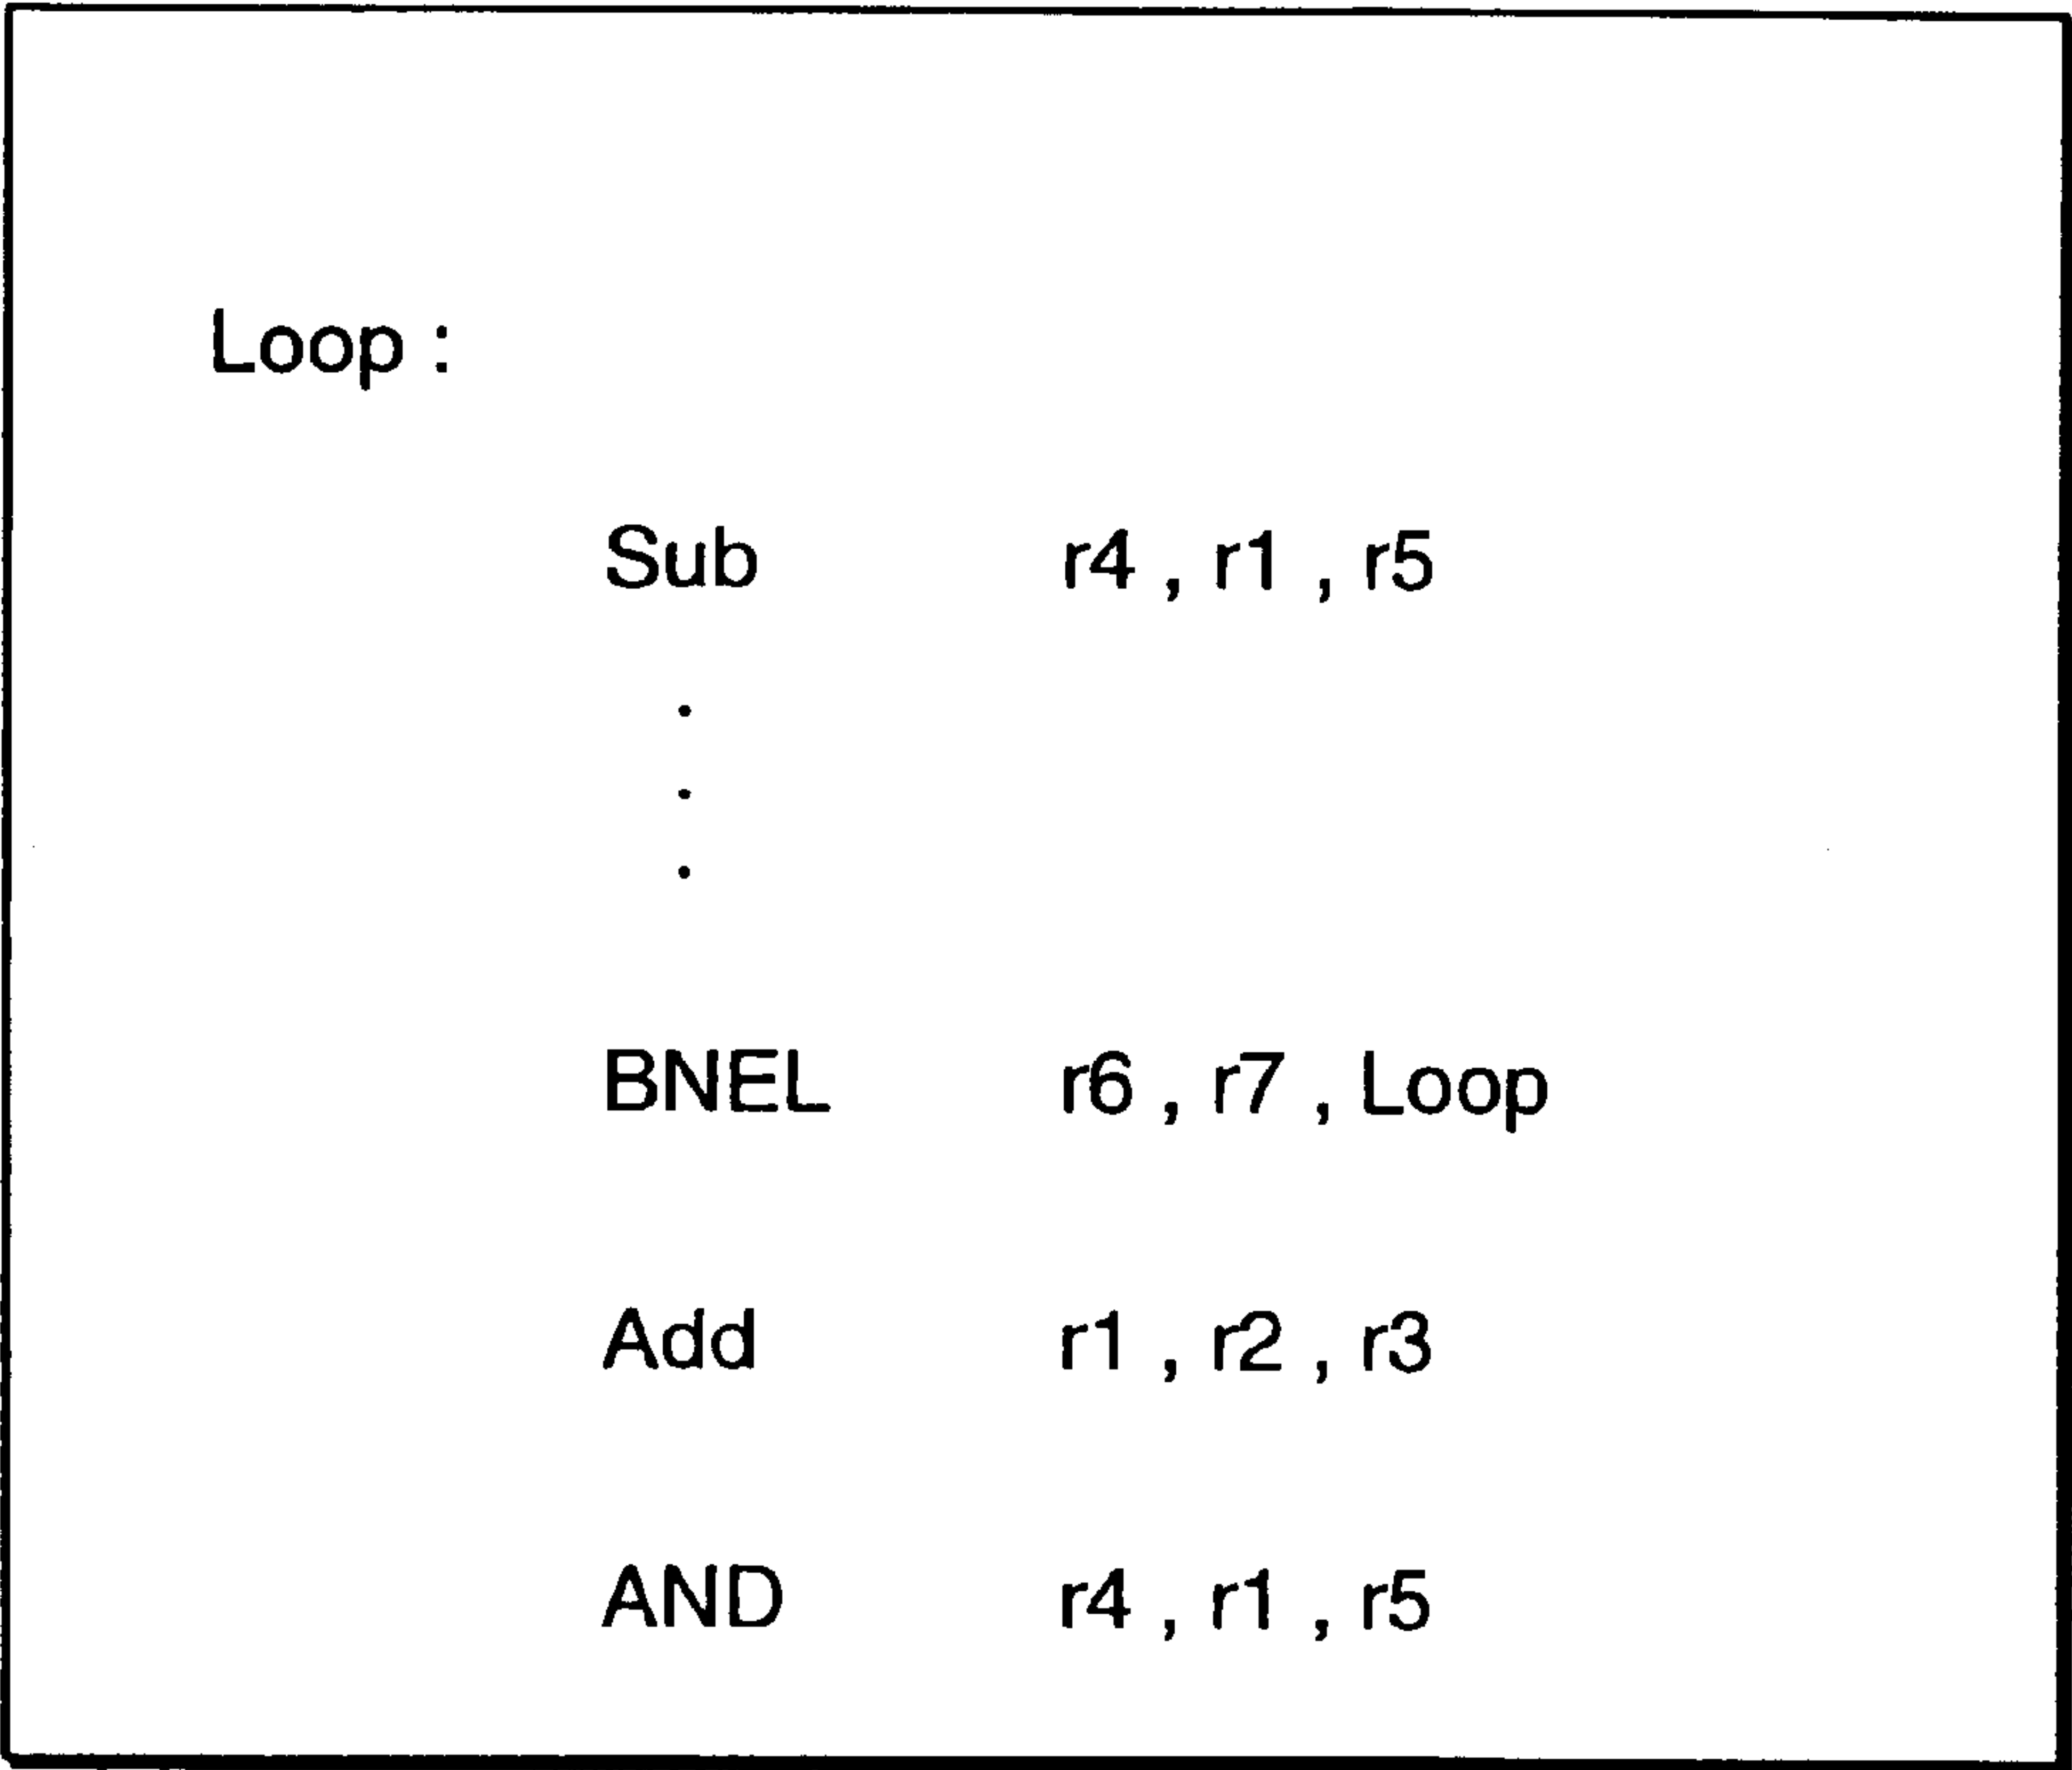 Loop :
Sub r4 , r1 , r5
.
.
.
BNEL r6 , r7 , Loop
Add r1 , r2 , r3
AND r4 , r1 , r5